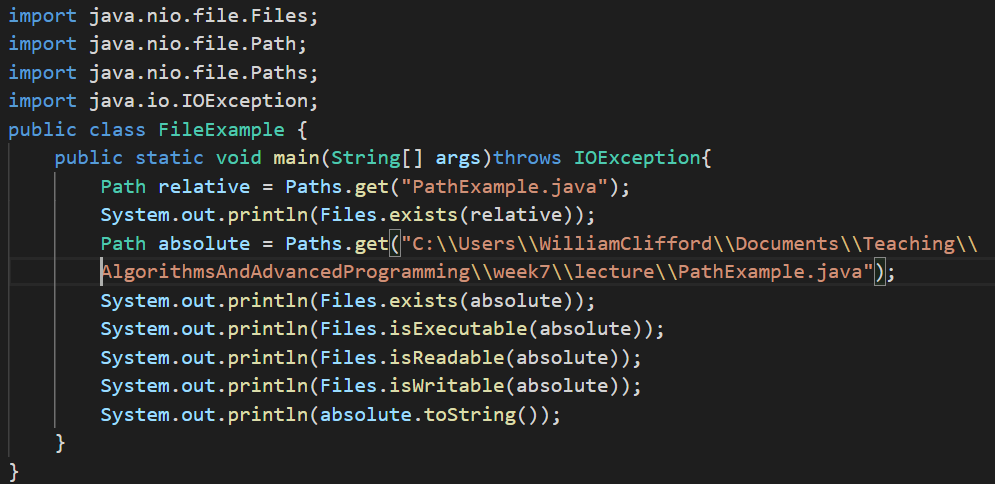 import java.nio.file.Files;
import java.nio.file.Path;
import java.nio.file.Paths;
import java.io.IOException;
public class FileExample {
    public static void main(String[] args)throws IOException{
        Path relative = Paths.get("PathExample.java");
        System.out.println(Files.exists(relative));
        Path absolute = Paths.get("C:\\Users\\WilliamClifford\\Documents\\Teaching\\
        AlgorithmsAndAdvancedProgramming\\week7\\lecture\\PathExample.java");
        System.out.println(Files.exists(absolute));
        System.out.println(Files.isExecutable(absolute));
        System.out.println(Files.isReadable(absolute));
        System.out.println(Files.isWritable(absolute));
        System.out.println(absolute.toString());
    }
}